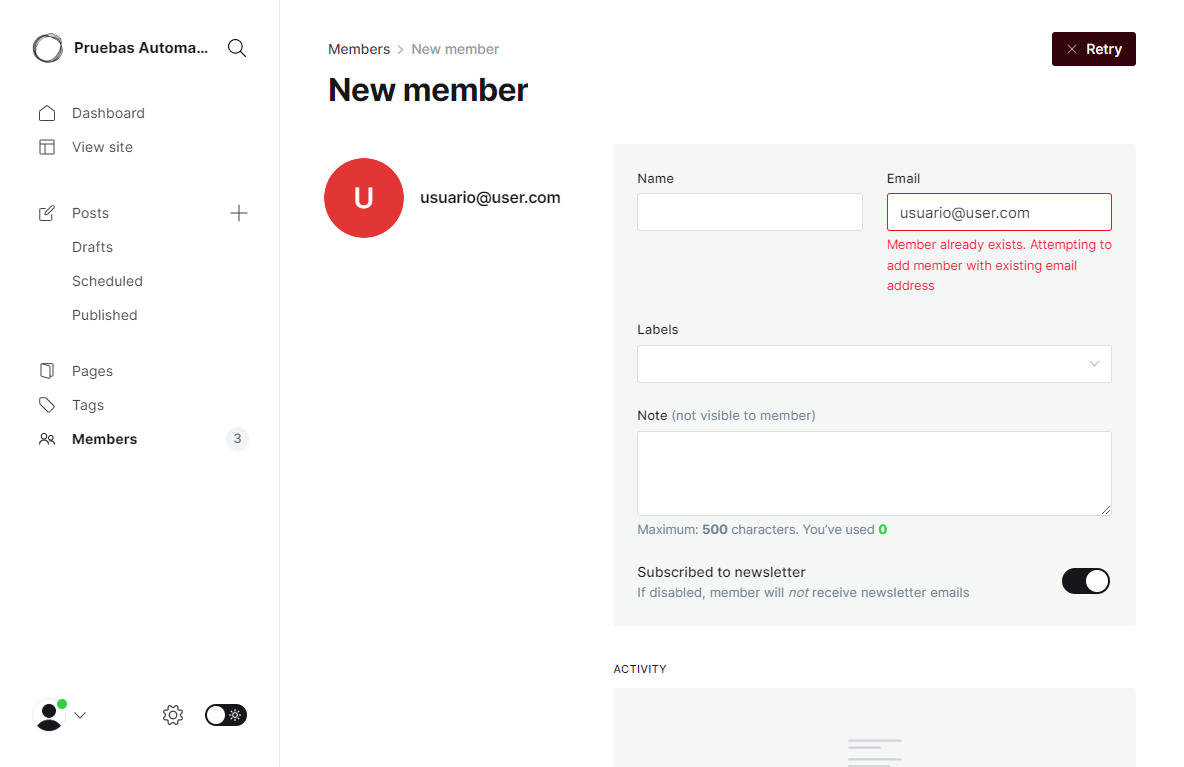 Pruebas Automa...
Dashboard
View site
Posts
Drafts
Scheduled
Published
Pages
Tags
Members
3
Members > New member
Retry
New member
U
usuario@user.com
Name
Email
usuario@user.com
Member already exists. Attempting to
add member with existing email
address
Labels
Note (not visible to member)
Maximum: 500 characters. You've used 0
Subscribed to newsletter
If disabled, member will not receive newsletter emails
ACTIVITY